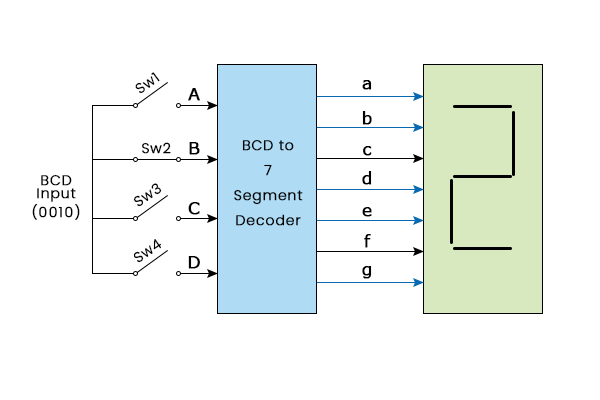 Sw1
A
a
b
Sw2
B
BCD to
7
Segment
Decoder
c
BCD
Input
(0010)
d
Sw3
C
e
f
Sw4
D
g